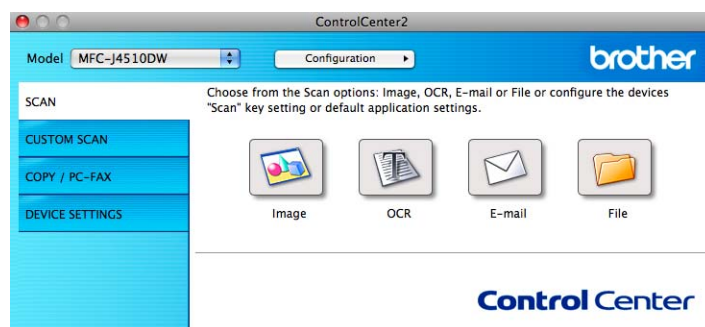 ControlCenter2
Model MFC-J4510DW Configuration brother
SCAN
CUSTOM SCAN
COPY / PC-FAX
DEVICE SETTINGS
Choose from the Scan options: Image, OCR, E-mail or File or configure the devices
"Scan" key setting or default application settings.
Image OCR E-mail File
Control Center